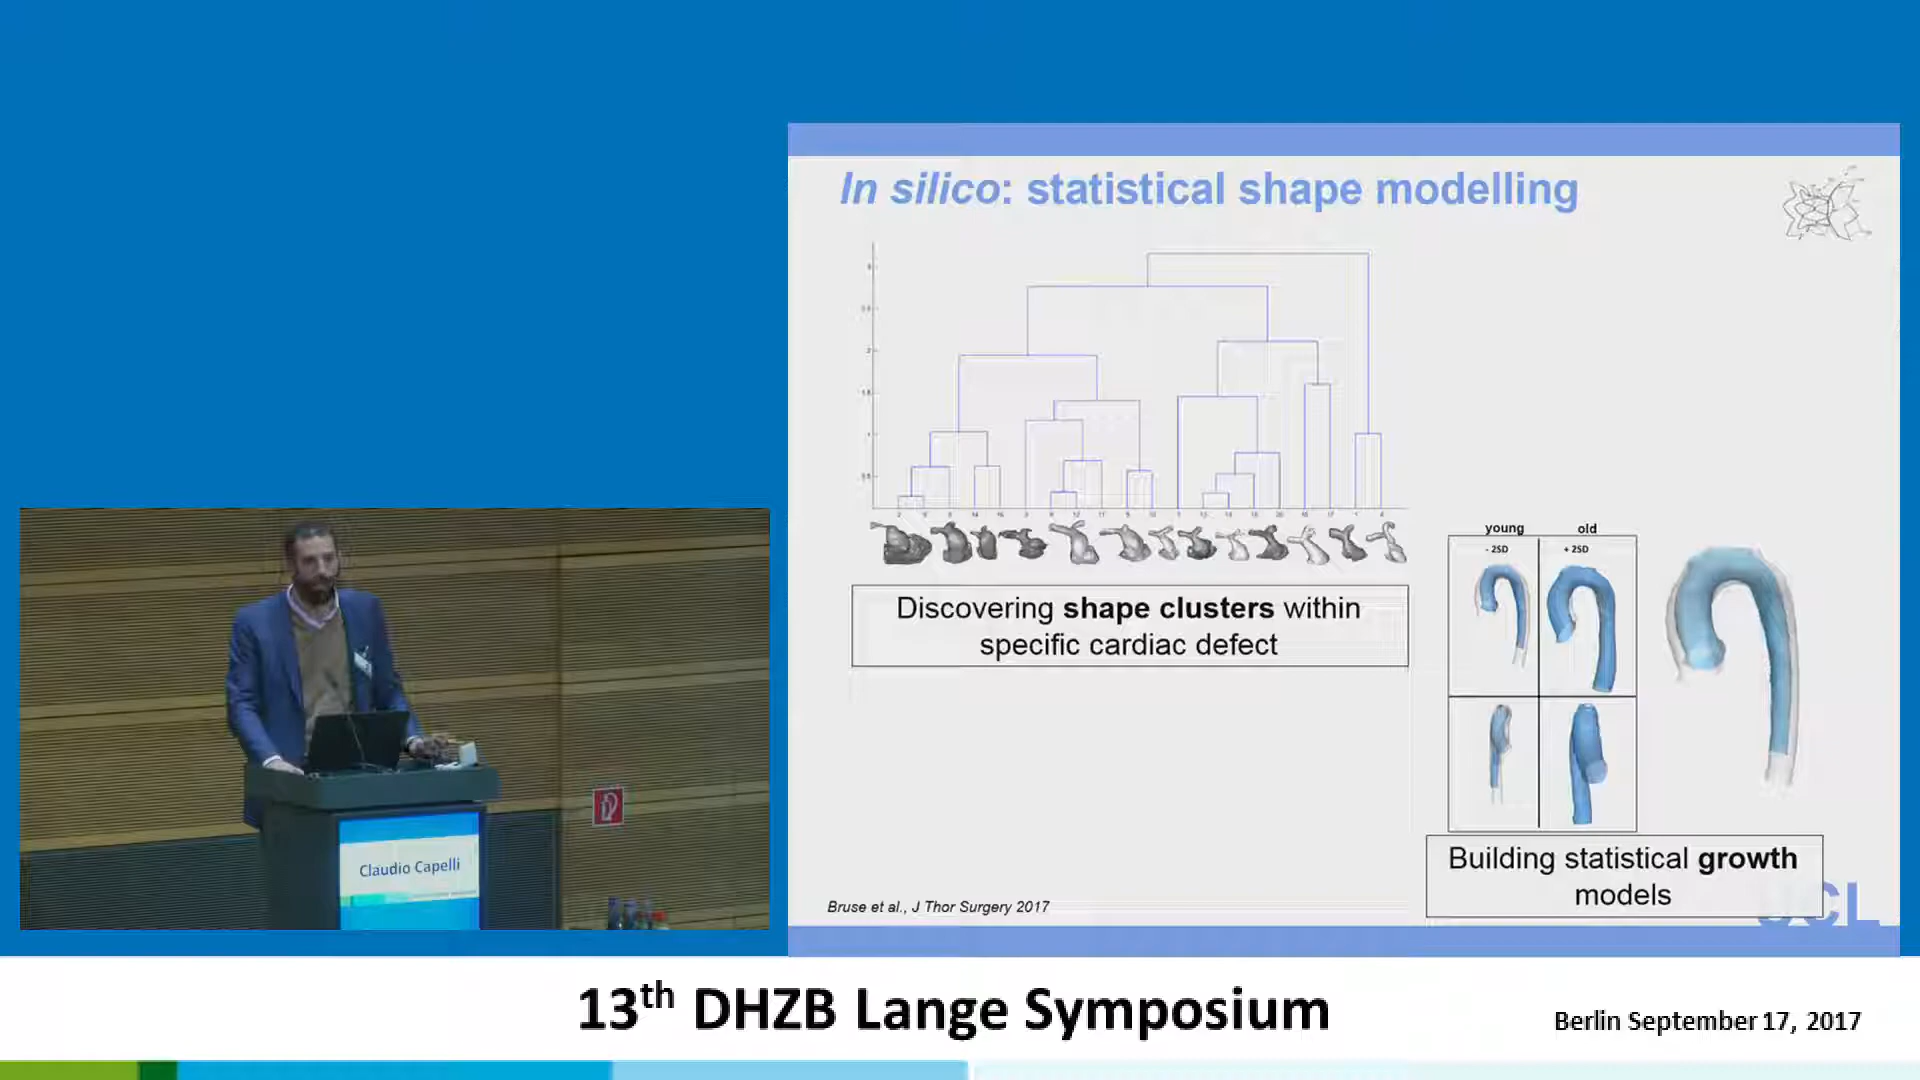 In silico: statistical shape modelling
Discovering shape clusters within
specific cardiac defect
young old
- 2SD + 2SD
Building statistical growth
models
UCL
Bruse et al., J Thor Surgery 2017
Claudio Capelli
13th DHZB Lange Symposium
Berlin September 17, 2017